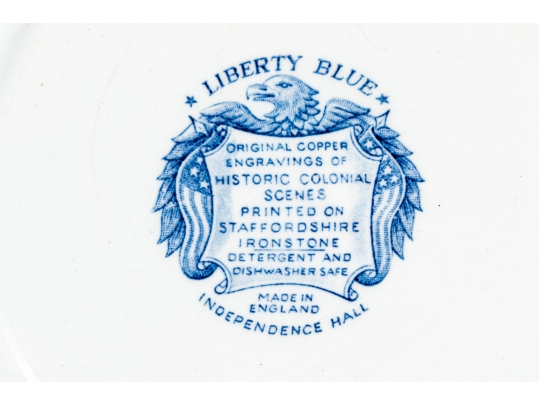 LIBERTY BLUE
ORIGINAL COPPER
ENGRAVINGS OF
HISTORIC COLONIAL
SCENES
PRINTED ON
STAFFORDSHIRE
IRONSTONE
DETERGENT AND
DISHWASHER SAFE
MADE IN
ENGLAND
INDEPENDENCE HALL